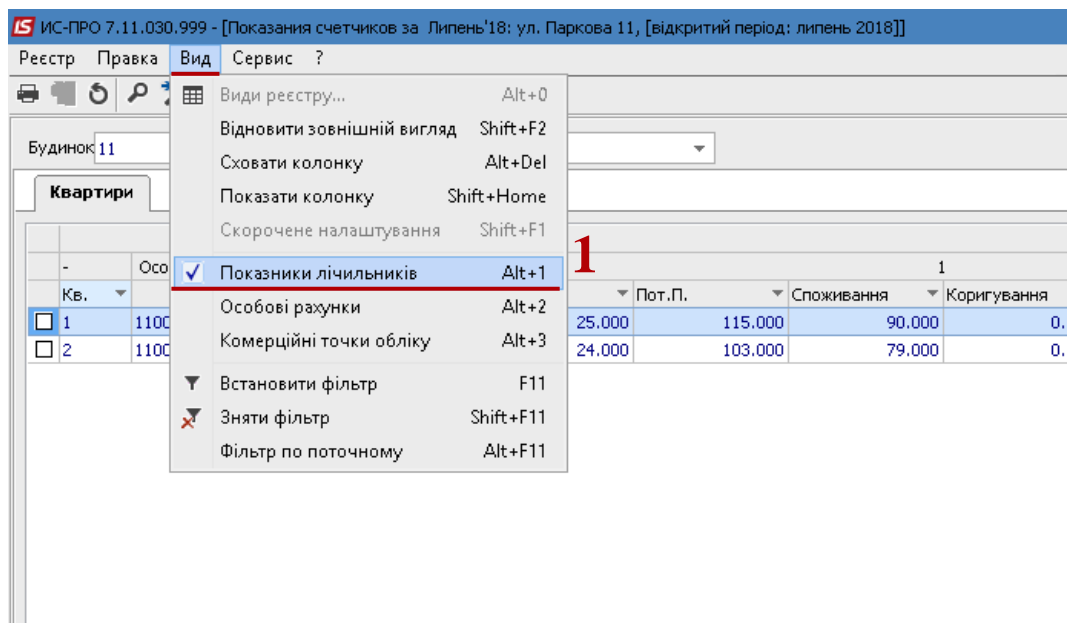 ИС-ПРО 7.11.030.999 - [Показания счетчиков за Липень'18: ул. Паркова 11, [відкритий період: липень 2018]]
Реєстр Правка Вид Сервис ?
Види реєстру... Alt+0
Відновити зовнішній вигляд Shift+F2
Сховати колонку Alt+Del
Показати колонку Shift+Home
Скорочене налаштування Shift+F1
Показники лічильників Alt+1
Особові рахунки Alt+2
Комерційні точки обліку Alt+3
Встановити фільтр F11
Зняти фільтр Shift+F11
Фільтр по поточному Alt+F11
1
Будинок 11
Квартири
- 1
Кв. Пот.П. Споживання Коригування
1 25.000 115.000 90.000
2 24.000 103.000 79.000